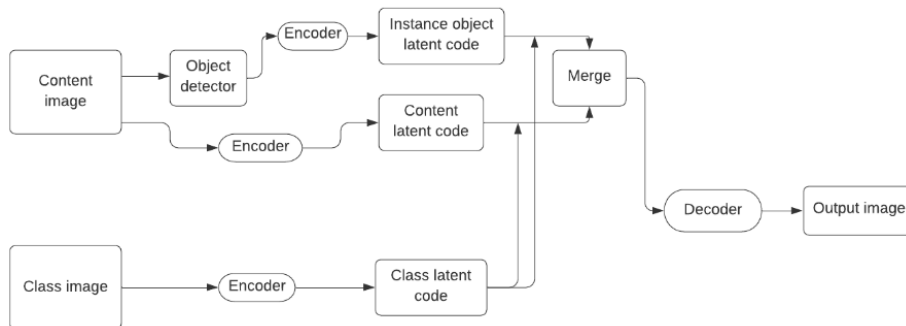 Content
image
Object
detector
Encoder
Instance object
latent code
Encoder
Content
latent code
Merge
Decoder
Output image
Class image
Encoder
Class latent
code